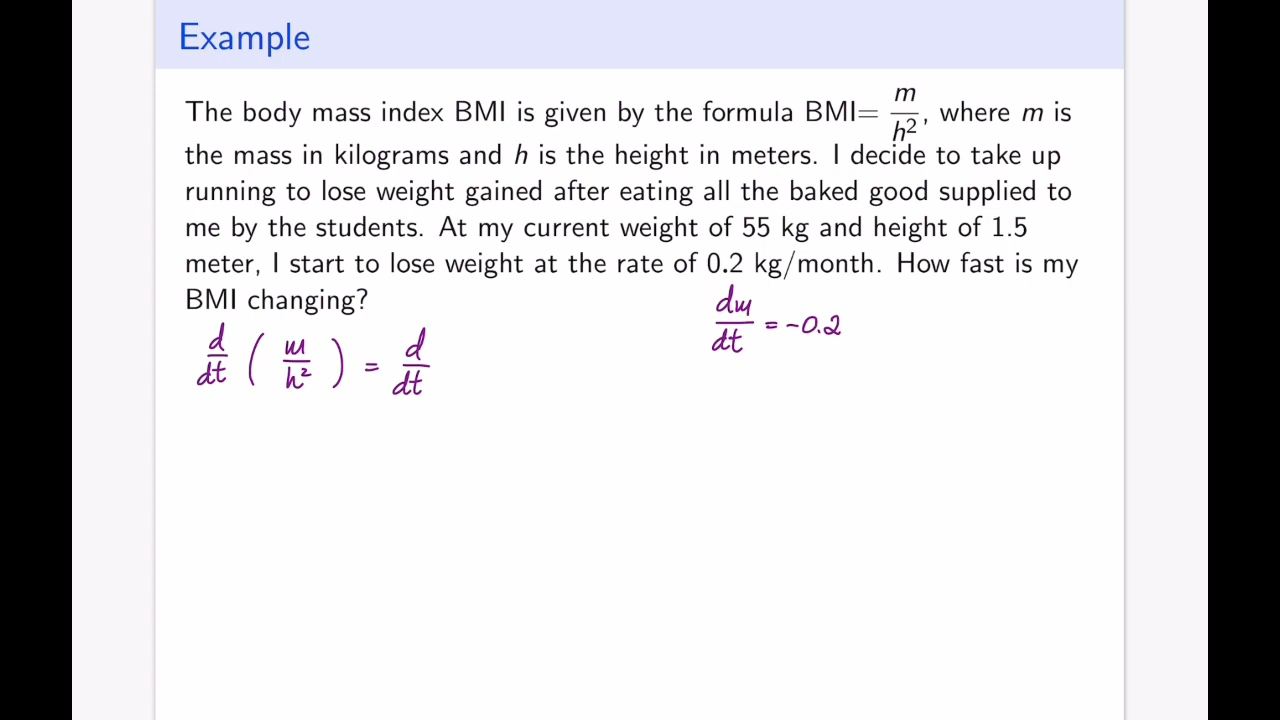 Example
The body mass index BMI is given by the formula BMI= m/h², where m is
the mass in kilograms and h is the height in meters. I decide to take up
running to lose weight gained after eating all the baked good supplied to
me by the students. At my current weight of 55 kg and height of 1.5
meter, I start to lose weight at the rate of 0.2 kg/month. How fast is my
BMI changing?
dm/dt = -0.2
d/dt ( m/h² ) = d/dt